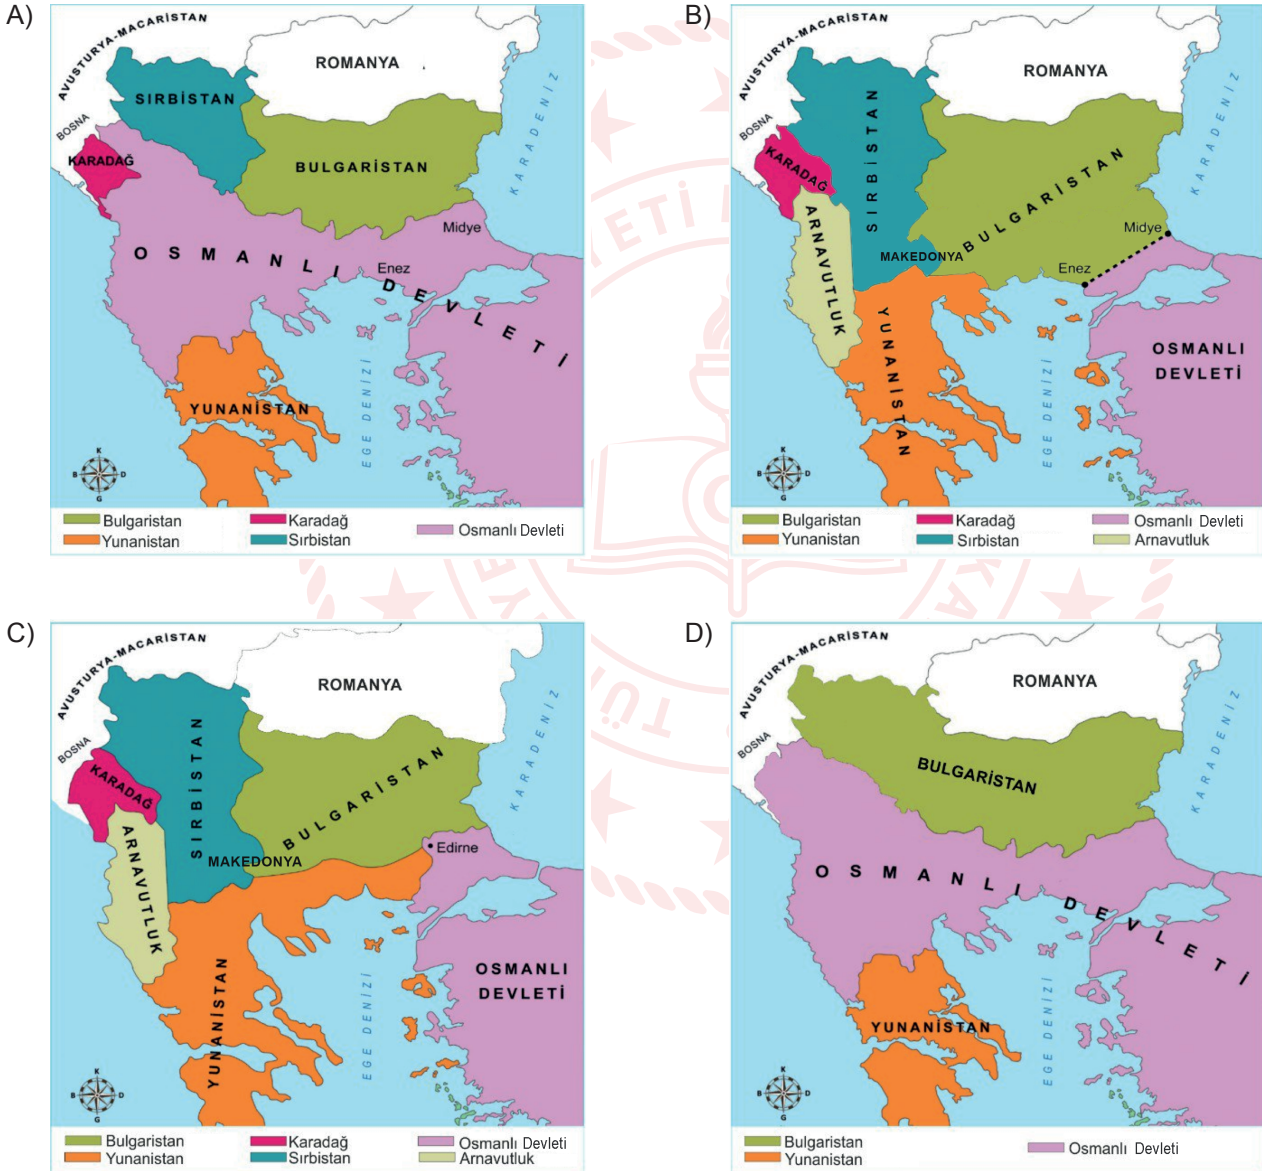 A)
AVUSTURYA-MACARİSTAN
ROMANYA
SIRBİSTAN
BOSNA
KARADAĞ
BULGARİSTAN
KARADENİZ
Midye
OSMANLI DEVLETİ
Enez
EGE DENİZİ
YUNANİSTAN
K
B D
G
Bulgaristan Karadağ Osmanlı Devleti
Yunanistan Sırbistan
B)
AVUSTURYA-MACARİSTAN
ROMANYA
SIRBİSTAN
BOSNA
KARADAĞ
BULGARİSTAN
KARADENİZ
ARNAVUTLUK
Midye
MAKEDONYA
Enez
YUNANİSTAN
EGE DENİZİ
OSMANLI
DEVLETİ
K
B D
G
Bulgaristan Karadağ Osmanlı Devleti
Yunanistan Sırbistan Arnavutluk
C)
AVUSTURYA-MACARİSTAN
ROMANYA
SIRBİSTAN
BOSNA
KARADAĞ
BULGARİSTAN
KARADENİZ
ARNAVUTLUK
MAKEDONYA
Edirne
YUNANİSTAN
EGE DENİZİ
OSMANLI
DEVLETİ
K
B D
G
Bulgaristan Karadağ Osmanlı Devleti
Yunanistan Sırbistan Arnavutluk
D)
AVUSTURYA-MACARİSTAN
ROMANYA
BOSNA
BULGARİSTAN
KARADENİZ
OSMANLI DEVLETİ
EGE DENİZİ
YUNANİSTAN
K
B D
G
Bulgaristan Osmanlı Devleti
Yunanistan